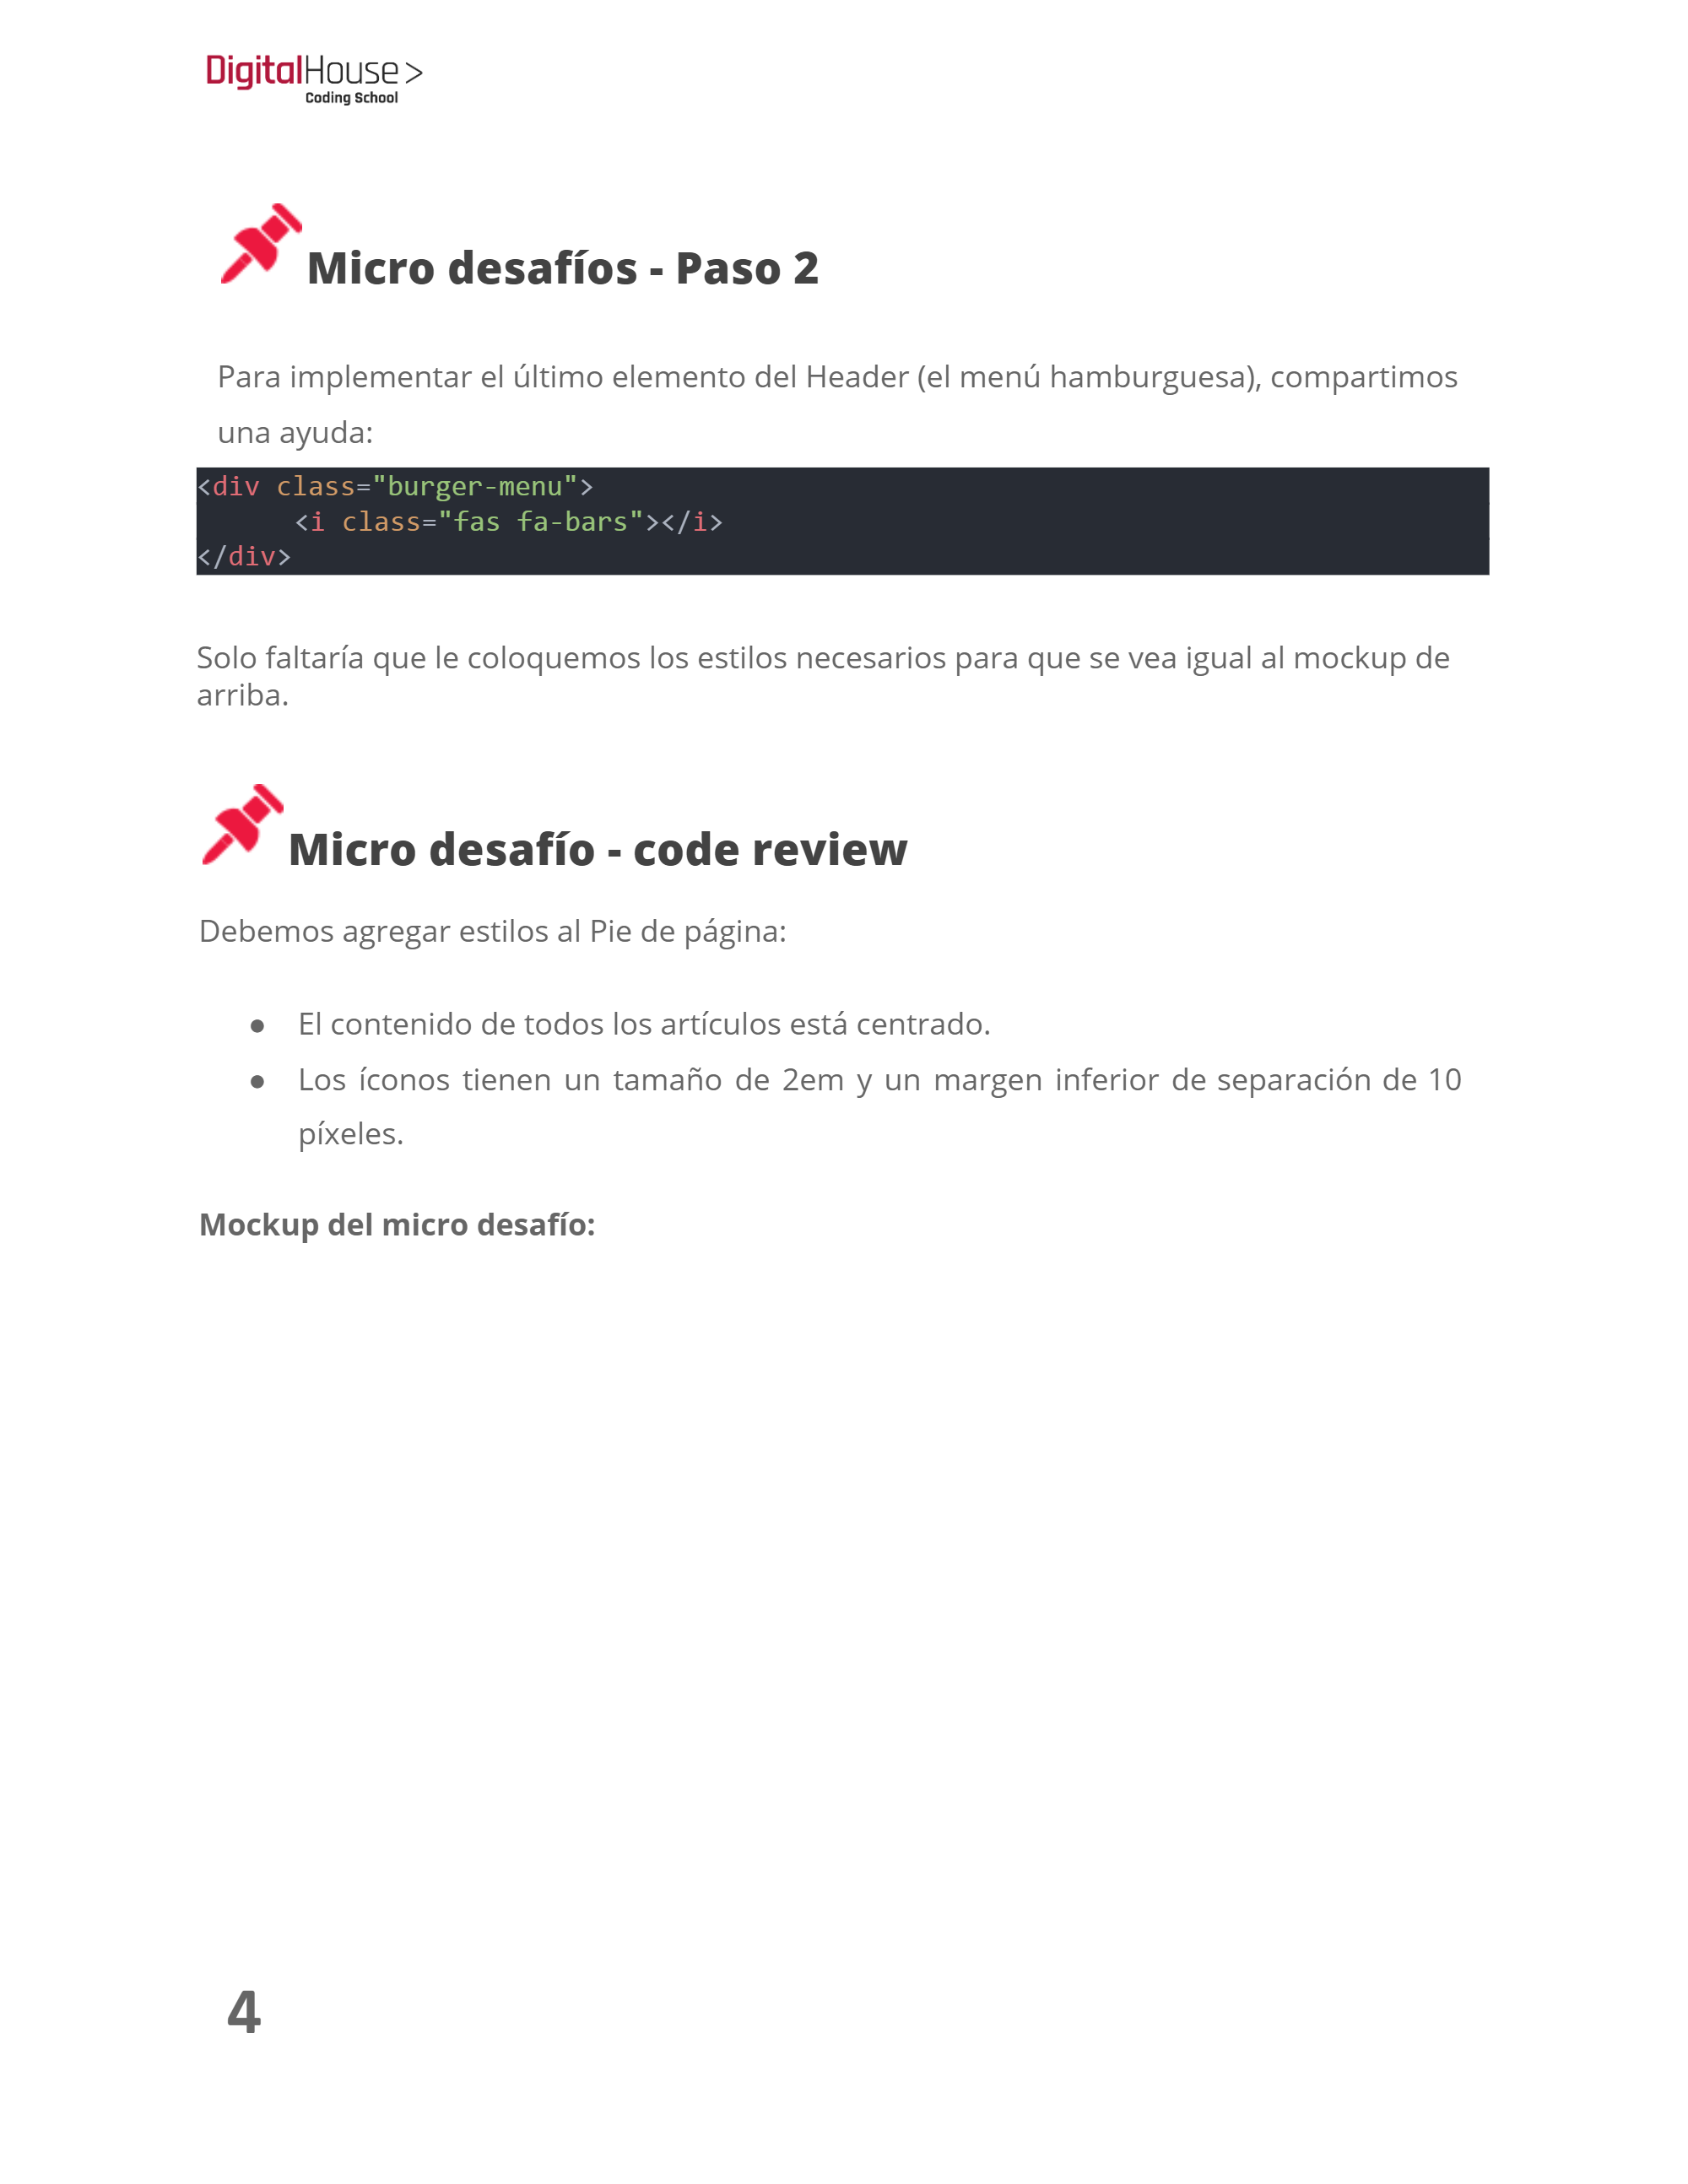 DigitalHouse >
Coding School
Micro desafíos - Paso 2
Para implementar el último elemento del Header (el menú hamburguesa), compartimos
una ayuda:
<div class="burger-menu">
<i class="fas fa-bars"></i>
</div>
Solo faltaría que le coloquemos los estilos necesarios para que se vea igual al mockup de
arriba.
Micro desafío - code review
Debemos agregar estilos al Pie de página:
● El contenido de todos los artículos está centrado.
● Los íconos tienen un tamaño de 2em y un margen inferior de separación de 10
píxeles.
Mockup del micro desafío:
4